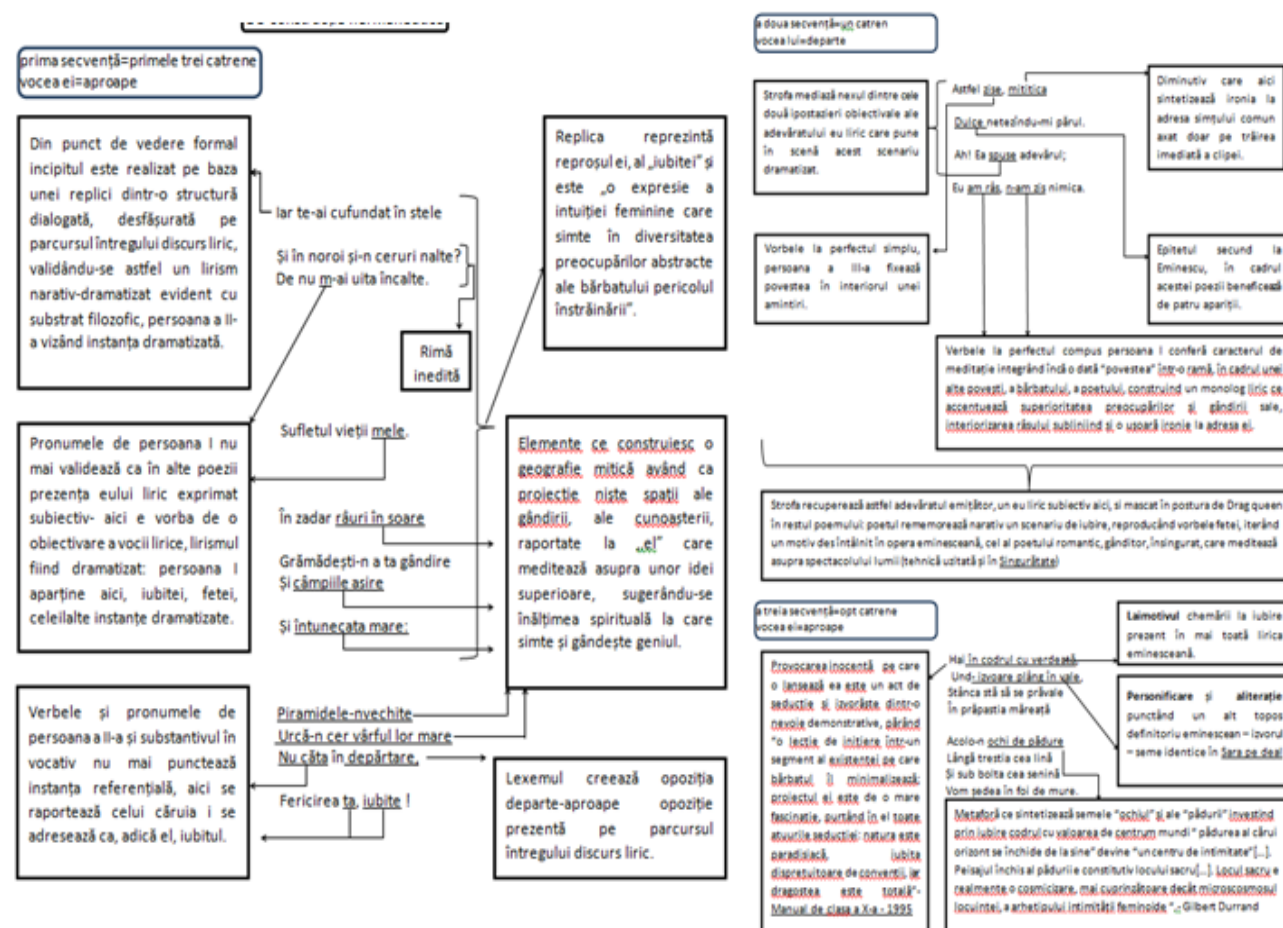 prima secvență=primele trei catrene
vocea ei=aproape
Din punct de vedere formal
incipitul este realizat pe baza
unei replici dintr-o structură
dialogată, desfășurată pe
parcursul întregului discurs liric,
validându-se astfel un lirism
narativ-dramatizat evident cu
substrat filozofic, persoana a II-
a vizând instanța dramatizată.
Pronumele de persoana I nu
mai validează ca în alte poezii
prezența eului liric exprimat
subiectiv- aici e vorba de o
obiectivare a vocii lirice, lirismul
fiind dramatizat: persoana I
aparține aici, iubitei, fetei,
celeilalte instanțe dramatizate.
Verbele și pronumele de
persoana a II-a și substantivul în
vocativ nu mai punctează
instanța referențială, aici se
raportează celui căruia i se
adresează ca, adică el, iubitul.
Iar te-ai cufundat în stele
Și în noroi și-n ceruri nalte?
De nu m-ai uita încalte.
Rimă
inedită
Sufletul vieții mele.
În zadar râuri în soare
Grămădești-n a ta gândire
Și câmpiile asire
Și întunecata mare:
Piramidele-nvechite
Urcă-n cer vârful lor mare
Nu căta în depărtare,
Fericirea ta, iubite !
Replica reprezintă
reproșul ei, al „iubitei” și
este „o expresie a
intuiției feminine care
simte în diversitatea
preocupărilor abstracte
ale bărbatului pericolul
înstrăinării”.
Elemente ce construiesc o
geografie mitică având ca
proiectie niște spații ale
gândirii, ale cunoașterii,
raportate la „el” care
meditează asupra unor idei
superioare, sugerându-se
înălțimea spirituală la care
simte și gândește geniul.
Lexemul creează opoziția
departe-aproape opoziție
prezentă pe parcursul
întregului discurs liric.
a doua secvență=un catren
vocea lui=departe
Strofa mediază nexul dintre cele
două ipostazieri obiectivale ale
adevăratului eu liric care pune
în scenă acest scenariu
dramatizat.
Astfel zise, mititica
Dulce netezîndu-mi părul.
Ah! Ea spuse adevărul;
Eu am râs, n-am zis nimica.
Diminutiv care aici
sintetizează ironia la
adresa simțului comun
axat doar pe trăirea
imediată a clipei.
Vorbele la perfectul simplu,
persoana a III-a fixează
povestea în interiorul unei
amintiri.
Epitetul secund la
Eminescu, în cadrul
acestei poezii beneficează
de patru apariții.
Verbele la perfectul compus persoana I conferă caracterul de
meditație integrând încă o dată "povestea" într-o ramă, în cadrul unei
alte povești, a bărbatului, a poetului, construind un monolog liric ce
accentuează superioritatea preocupărilor și gândirii sale,
interiorizarea râsului subliniind și o ușoară ironie la adresa ei.
Strofa recuperează astfel adevăratul emițător, un eu liric subiectiv aici, si mascat în postura de Drag queen
în restul poemului: poetul rememorează narativ un scenariu de iubire, reproducând vorbele fetei, iterând
un motiv des întâlnit în opera eminesceană, cel al poetului romantic, gânditor, însingurat, care meditează
asupra spectacolului lumii (tehnică uzitată și în Singurătate)
a treia secvență=opt catrene
vocea ei=aproape
Provocarea inocentă pe care
o lansează ea este un act de
seducție și izvorăște dintr-o
nevoie demonstrative, părând
"o lecție de inițiere într-un
segment al existenței pe care
bărbatul îl minimalizează:
proiectul ei este de o mare
fascinație, purtând în el toate
atuurile seducției: natura este
paradisiacă, iubita
disprețuitoare de convenții, iar
dragostea este totală"-
Manual de clasa a X-a - 1995
Hai în codrul cu verdeață,
Und- izvoare plâng în vale,
Stânca stă să se prăvale
În prăpastia măreață
Acolo-n ochi de pădure
Lângă trestia cea lină
Și sub bolta cea senină
Vom ședea în foi de mure.
Laimotivul chemării la iubire
prezent în mai toată lirica
eminesceană.
Personificare și aliterație
punctând un alt topos
definitoriu eminescean – izvorul
– seme identice în Sara pe deal
Metaforă ce sintetizează semele "ochiul" și ale "pădurii" investind
prin iubire codrul cu valoarea de centrum mundi " pădurea al cărui
orizont se închide de la sine" devine "un centru de intimitate"[...].
Peisajul închis al pădurii e constitutiv locului sacru[...]. Locul sacru e
realmente o cosmicizare, mai cuprinzătoare decât microscosmosul
locuinței, a arhetipului intimității feminoide ".- Gilbert Durrand